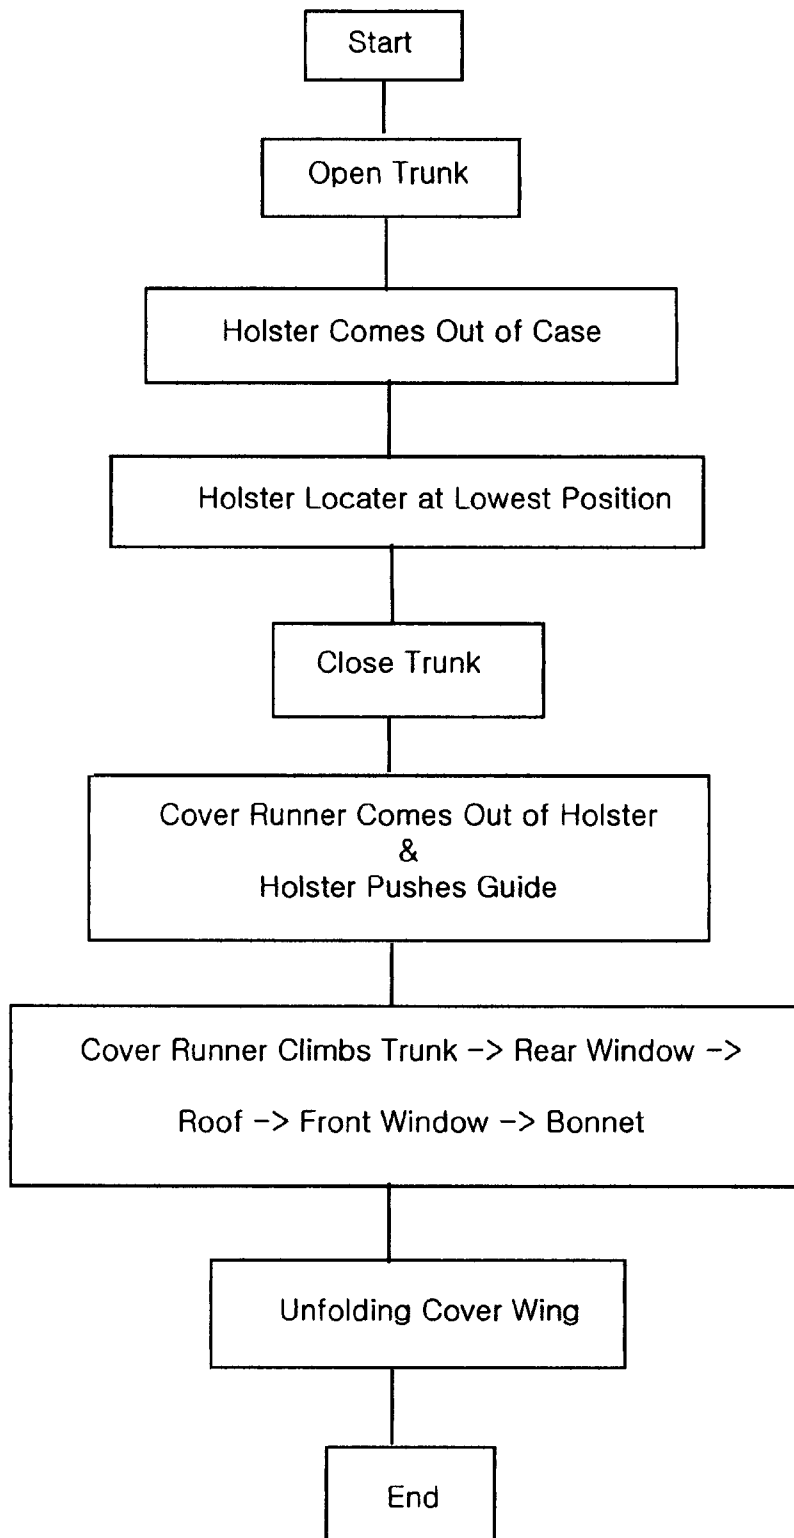 Start
Open Trunk
Holster Comes Out of Case
Holster Locater at Lowest Position
Close Trunk
Cover Runner Comes Out of Holster
&
Holster Pushes Guide
Cover Runner Climbs Trunk -> Rear Window ->
Roof -> Front Window -> Bonnet
Unfolding Cover Wing
End